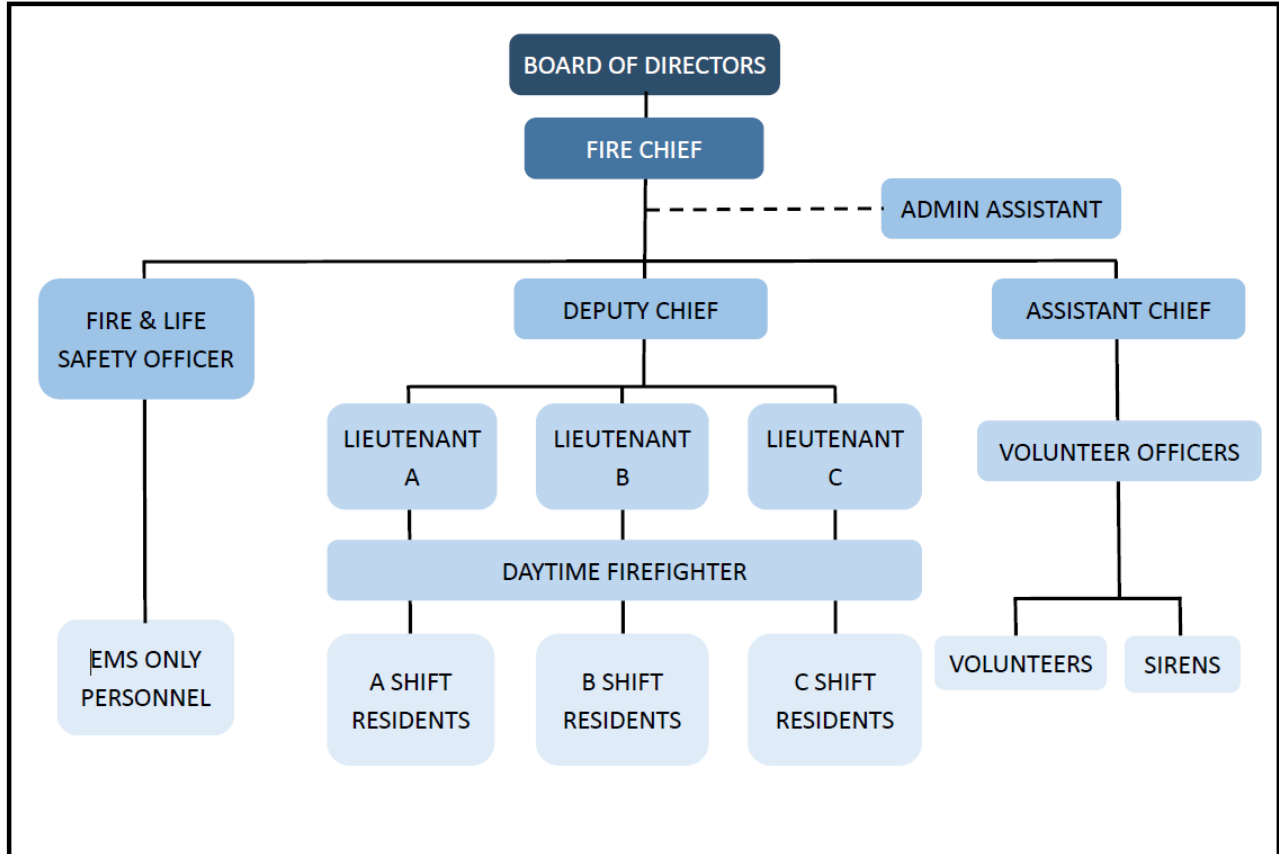 BOARD OF DIRECTORS
FIRE CHIEF
ADMIN ASSISTANT
FIRE & LIFE
SAFETY OFFICER
DEPUTY CHIEF
ASSISTANT CHIEF
LIEUTENANT
A
LIEUTENANT
B
LIEUTENANT
C
VOLUNTEER OFFICERS
DAYTIME FIREFIGHTER
EMS ONLY
PERSONNEL
A SHIFT
RESIDENTS
B SHIFT
RESIDENTS
C SHIFT
RESIDENTS
VOLUNTEERS
SIRENS